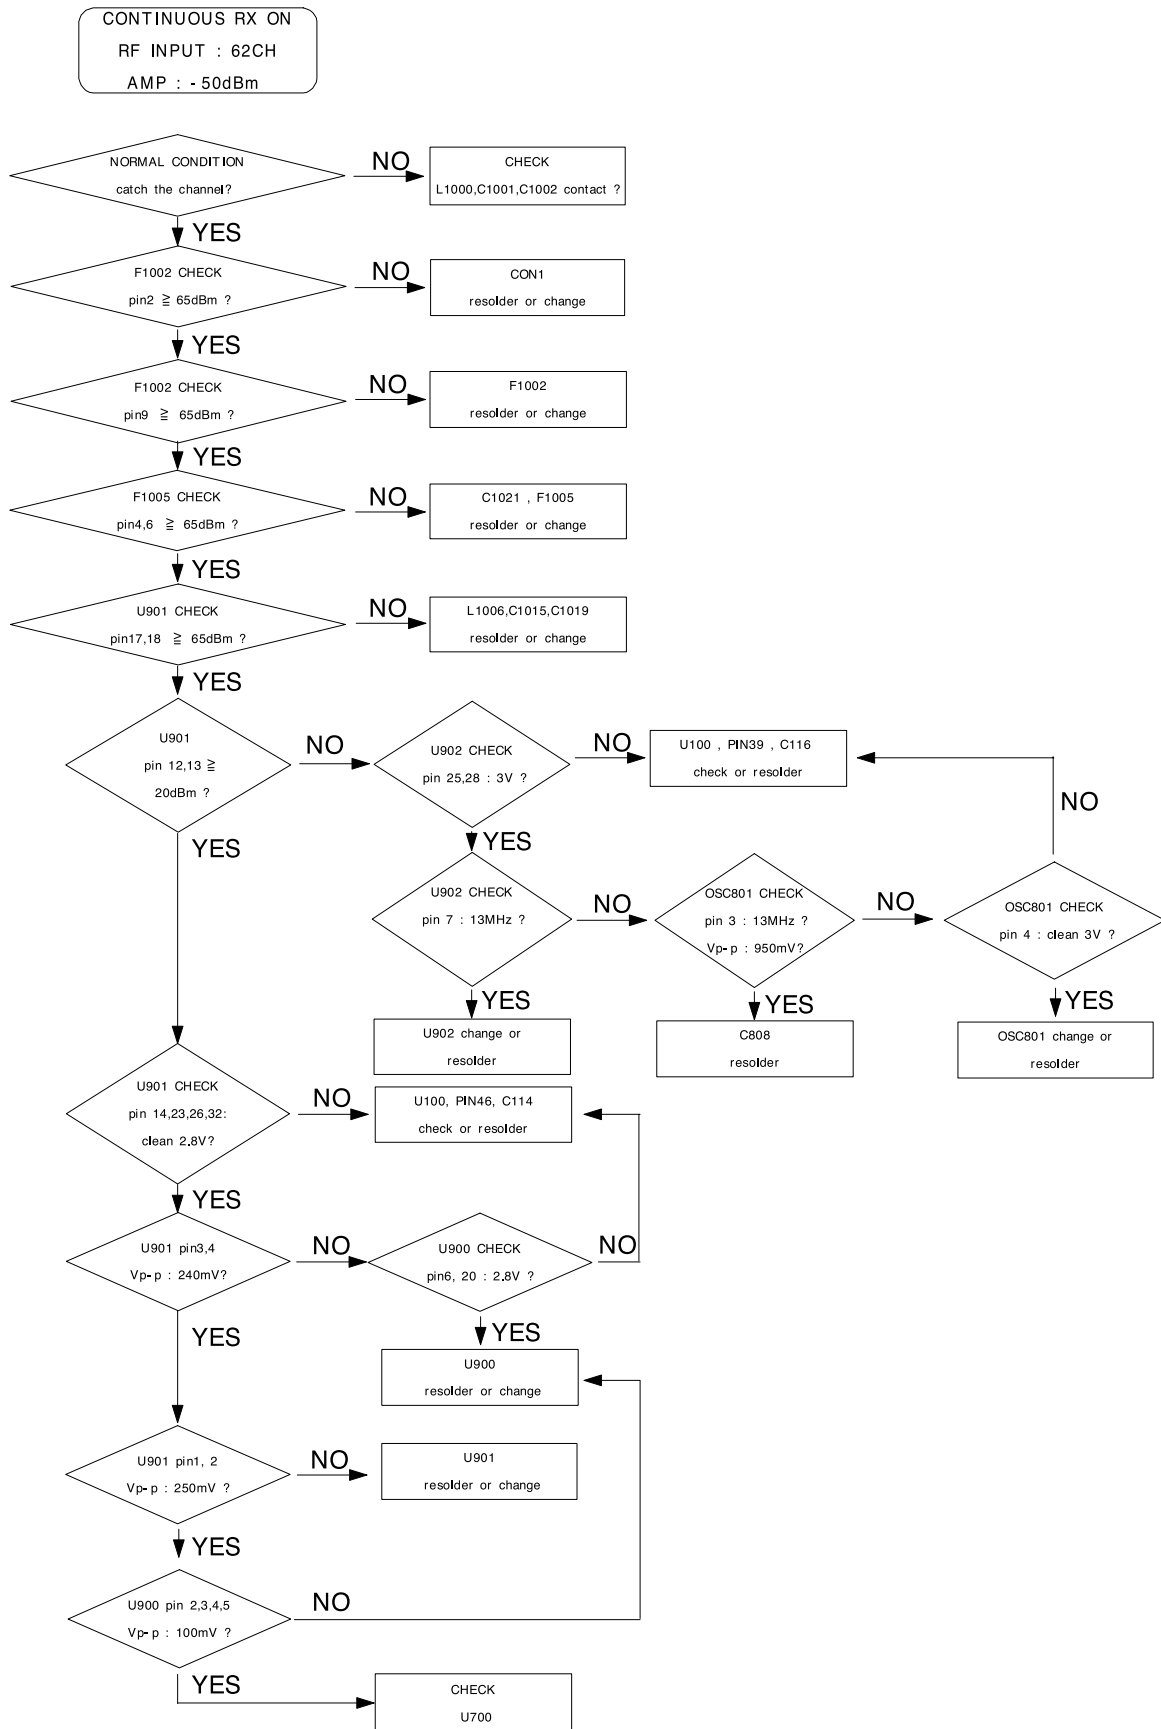 CONTINUOUS RX ON
RF INPUT : 62CH
AMP : - 50dBm
NORMAL CONDITION
catch the channel?
NO
CHECK
L1000,C1001,C1002 contact ?
YES
F1002 CHECK
pin2 ≧ 65dBm ?
NO
CON1
resolder or change
YES
F1002 CHECK
pin9 ≧ 65dBm ?
NO
F1002
resolder or change
YES
F1005 CHECK
pin4,6 ≧ 65dBm ?
NO
C1021 , F1005
resolder or change
YES
U901 CHECK
pin17,18 ≧ 65dBm ?
NO
L1006,C1015,C1019
resolder or change
YES
U901
pin 12,13 ≧
20dBm ?
NO
U902 CHECK
pin 25,28 : 3V ?
NO
U100 , PIN39 , C116
check or resolder
NO
YES
YES
U902 CHECK
pin 7 : 13MHz ?
NO
OSC801 CHECK
pin 3 : 13MHz ?
Vp- p : 950mV?
NO
OSC801 CHECK
pin 4 : clean 3V ?
YES
YES
YES
U902 change or
resolder
C808
resolder
OSC801 change or
resolder
U901 CHECK
pin 14,23,26,32:
clean 2.8V?
NO
U100, PIN46, C114
check or resolder
YES
U901 pin3,4
Vp- p : 240mV?
NO
U900 CHECK
pin6, 20 : 2.8V ?
NO
YES
YES
U900
resolder or change
U901 pin1, 2
Vp- p : 250mV ?
NO
U901
resolder or change
YES
U900 pin 2,3,4,5
Vp- p : 100mV ?
NO
YES
CHECK
U700